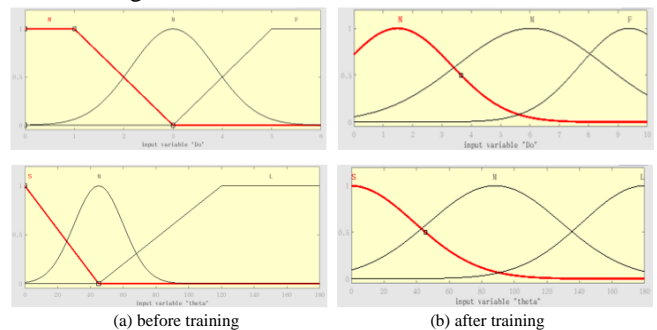 N M F
1
0.5
0
0 1 2 3 4 5 6
input variable "Do"
N M F
1
0.5
0
0 1 2 3 4 5 6 7 8 9 10
input variable "Do"
S M L
1
0.5
0
0 20 40 60 80 100 120 140 160 180
input variable "theta"
S M L
1
0.5
0
0 20 40 60 80 100 120 140 160 180
input variable "theta"
(a) before training
(b) after training